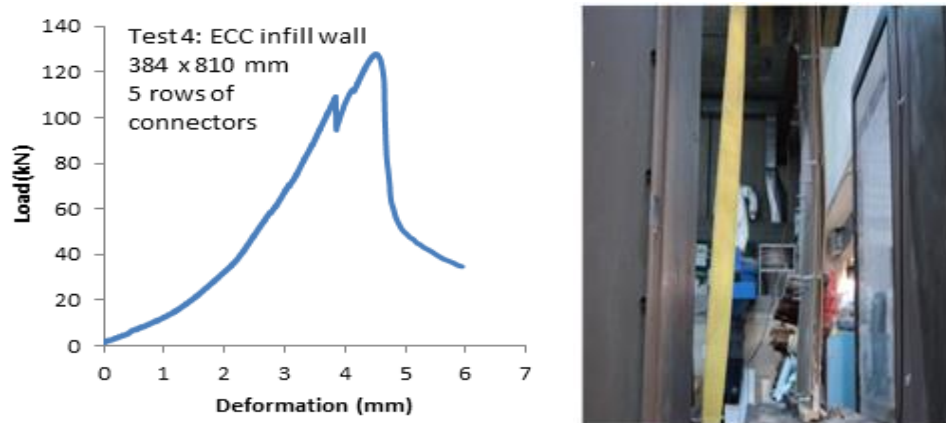 140
120
100
80
60
40
20
0
Load(kN)
Test 4: ECC infill wall
384 x 810 mm
5 rows of
connectors
0 1 2 3 4 5 6 7
Deformation (mm)